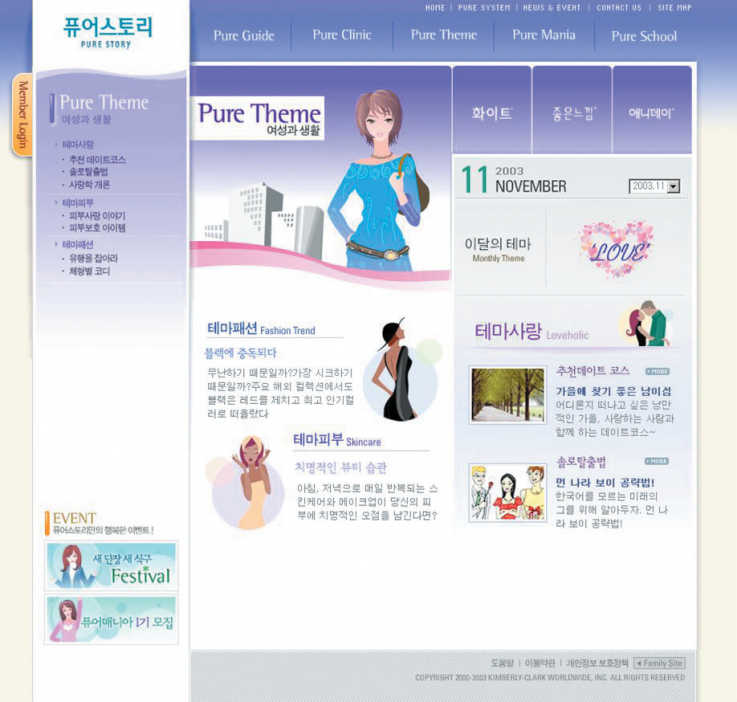 HOME | PURE SYSTEM | NEWS & EVENT | CONTACT US | SITE MAP
퓨어스토리
PURE STORY
Pure Guide
Pure Clinic
Pure Theme
Pure Mania
Pure School
Member Login
Pure Theme
여성과 생활
테마사랑
추천 데이트코스
솔로탈출법
사랑학 개론
테마피부
피부사랑 이야기
피부보호 아이템
테마패션
유행을 잡아라
체형별 코디
Pure Theme
여성과 생활
화이트
좋은느낌
애니데이
11 2003
NOVEMBER
2003.11
이달의 테마
Monthly Theme
'LOVE'
테마패션 Fashion Trend
블랙에 중독되다
무난하기 때문일까?가장 시크하기
때문일까?주요 해외 컬렉션에서도
블랙은 레드를 제치고 최고 인기컬
러로 떠올랐다
테마피부 Skincare
치명적인 뷰티 습관
아침, 저녁으로 매일 반복되는 스
킨케어와 메이크업이 당신의 피
부에 치명적인 오점을 남긴다면?
테마사랑 Loveholic
추천데이트 코스 MORE
가을에 찾기 좋은 남이섬
어디론지 떠나고 싶은 낭만
적인 가을, 사랑하는 사람과
함께 하는 데이트코스~
솔로탈출법 MORE
먼 나라 보이 공략법!
한국어를 모르는 미래의
그를 위해 알아두자. 먼 나
라 보이 공략법!
EVENT
퓨어스토리만의 행복한 이벤트!
새 단장 새 식구
Festival
퓨어매니아 1기 모집
도움말 | 이용약관 | 개인정보 보호정책 Family Site
COPYRIGHT 2000-2003 KIMBERLY-CLARK WORLDWIDE, INC. ALL RIGHTS RESERVED